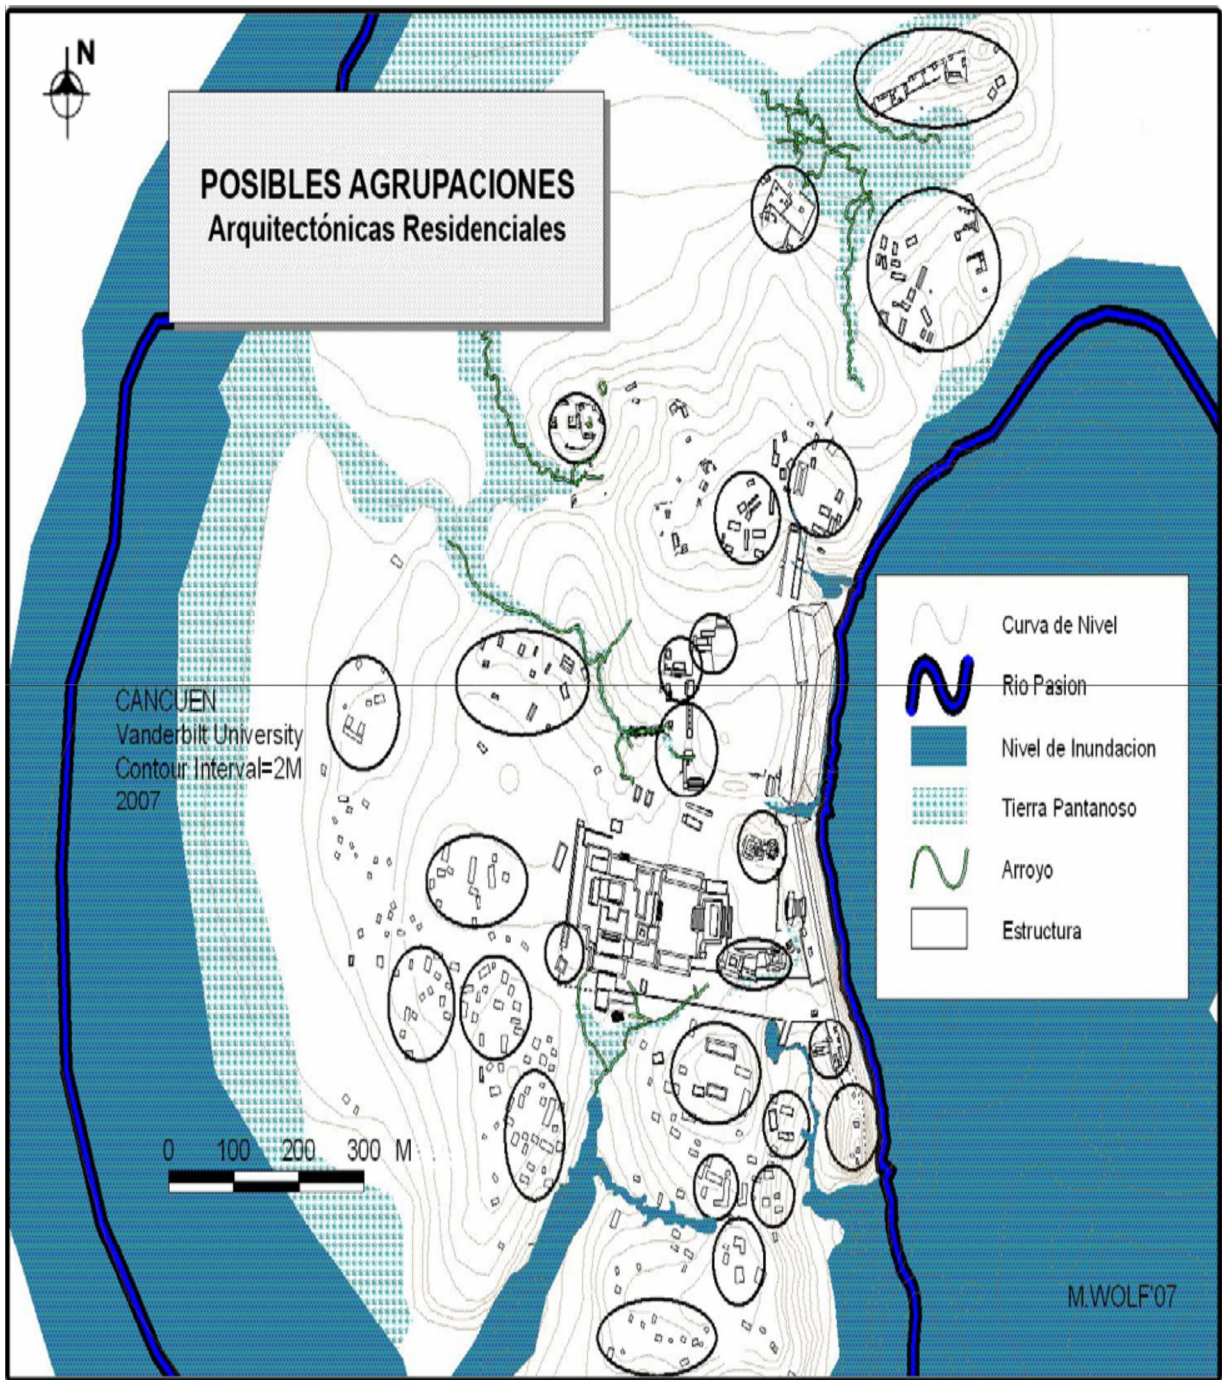 N
POSIBLES AGRUPACIONES
Arquitectónicas Residenciales
Curva de Nivel
Rio Pasion
Nivel de Inundacion
Tierra Pantanoso
Arroyo
Estructura
CANCUEN
Vanderbilt University
Contour Interval=2M
2007
0 100 200 300 M
M.WOLF'07